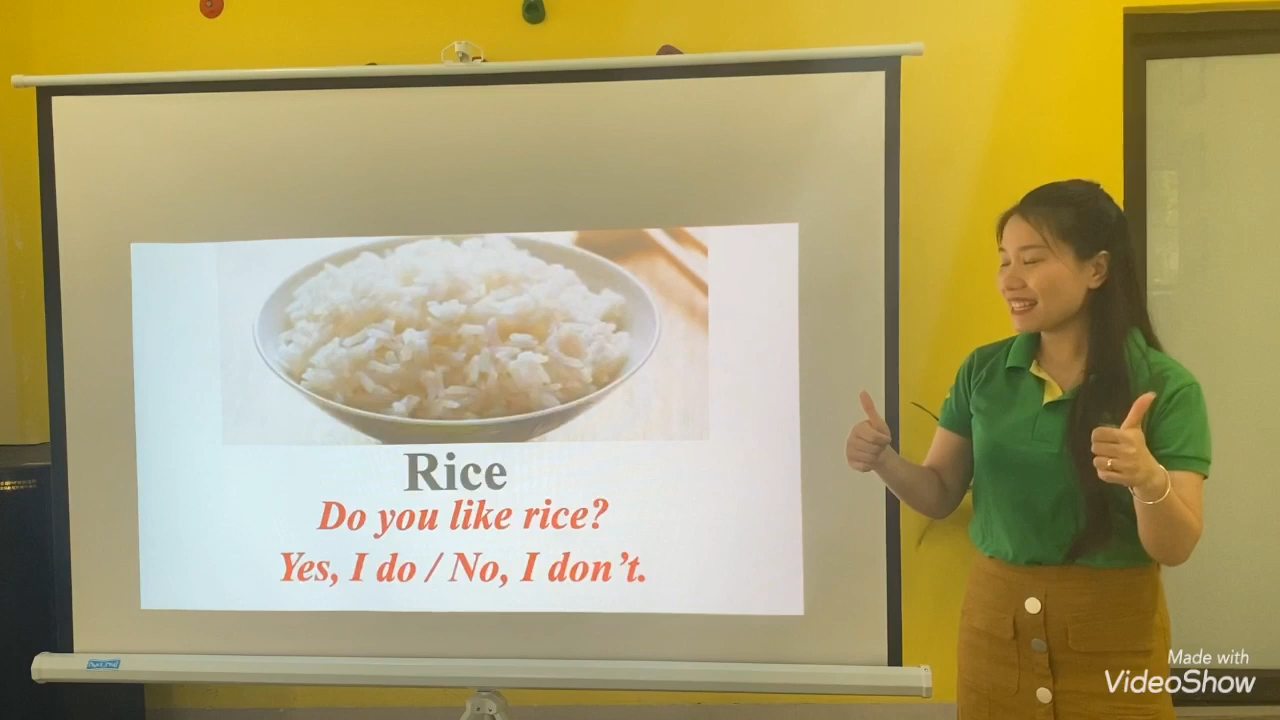 Rice
Do you like rice?
Yes, I do / No, I don't.
Made with
VideoShow